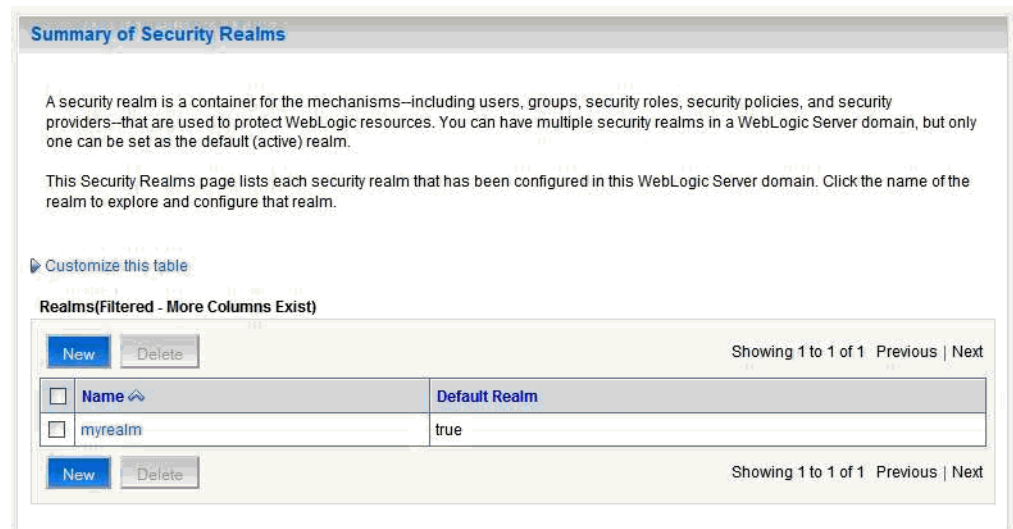 Summary of Security Realms
A security realm is a container for the mechanisms--including users, groups, security roles, security policies, and security
providers--that are used to protect WebLogic resources. You can have multiple security realms in a WebLogic Server domain, but only
one can be set as the default (active) realm.
This Security Realms page lists each security realm that has been configured in this WebLogic Server domain. Click the name of the
realm to explore and configure that realm.
Customize this table
Realms(Filtered - More Columns Exist)
New Delete Showing 1 to 1 of 1 Previous | Next
Name Default Realm
myrealm true
New Delete Showing 1 to 1 of 1 Previous | Next